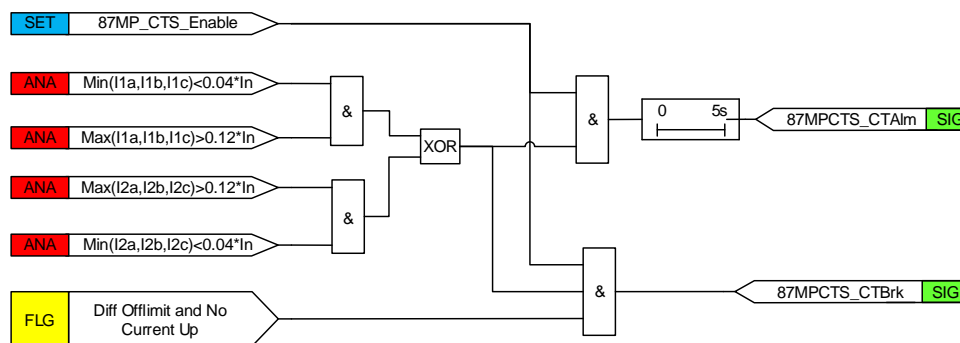 SET 87MP_CTS_Enable
ANA Min(I1a,I1b,I1c)<0.04*In
&
0 5s
87MPCTS_CTAlm SIG
&
ANA Max(I1a,I1b,I1c)>0.12*In
XOR
ANA Max(I2a,I2b,I2c)>0.12*In
&
ANA Min(I2a,I2b,I2c)<0.04*In
&
87MPCTS_CTBrk SIG
FLG Diff Offlimit and No
Current Up